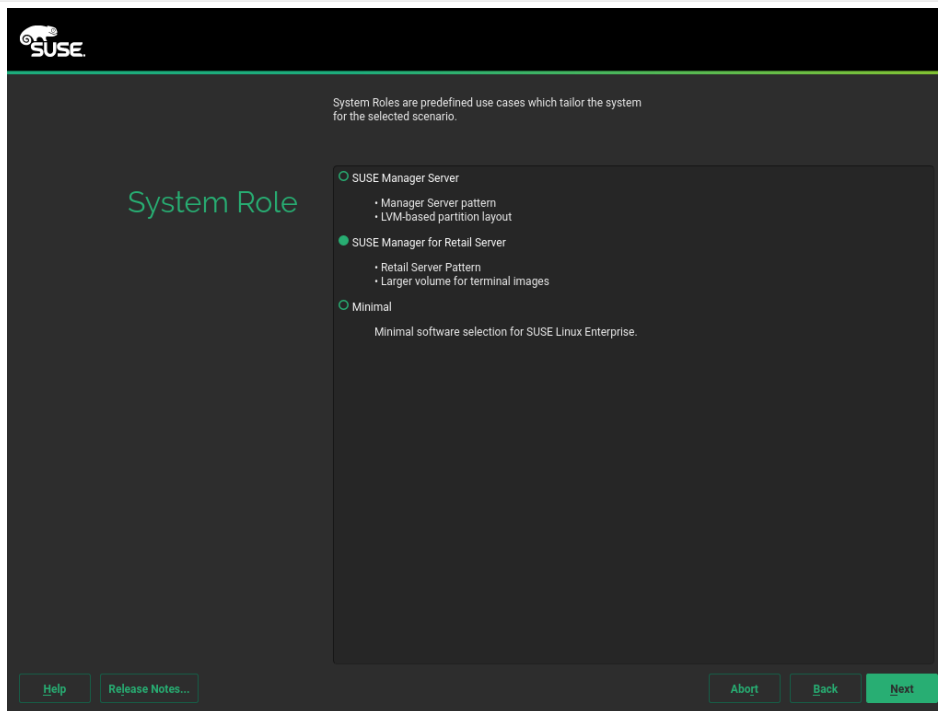 SUSE.
System Roles are predefined use cases which tailor the system
for the selected scenario.
System Role
SUSE Manager Server
• Manager Server pattern
• LVM-based partition layout
SUSE Manager for Retail Server
• Retail Server Pattern
• Larger volume for terminal images
Minimal
Minimal software selection for SUSE Linux Enterprise.
Help
Release Notes...
Abort
Back
Next